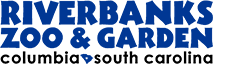 RIVERBANKS
ZOO & GARDEN
columbia south carolina